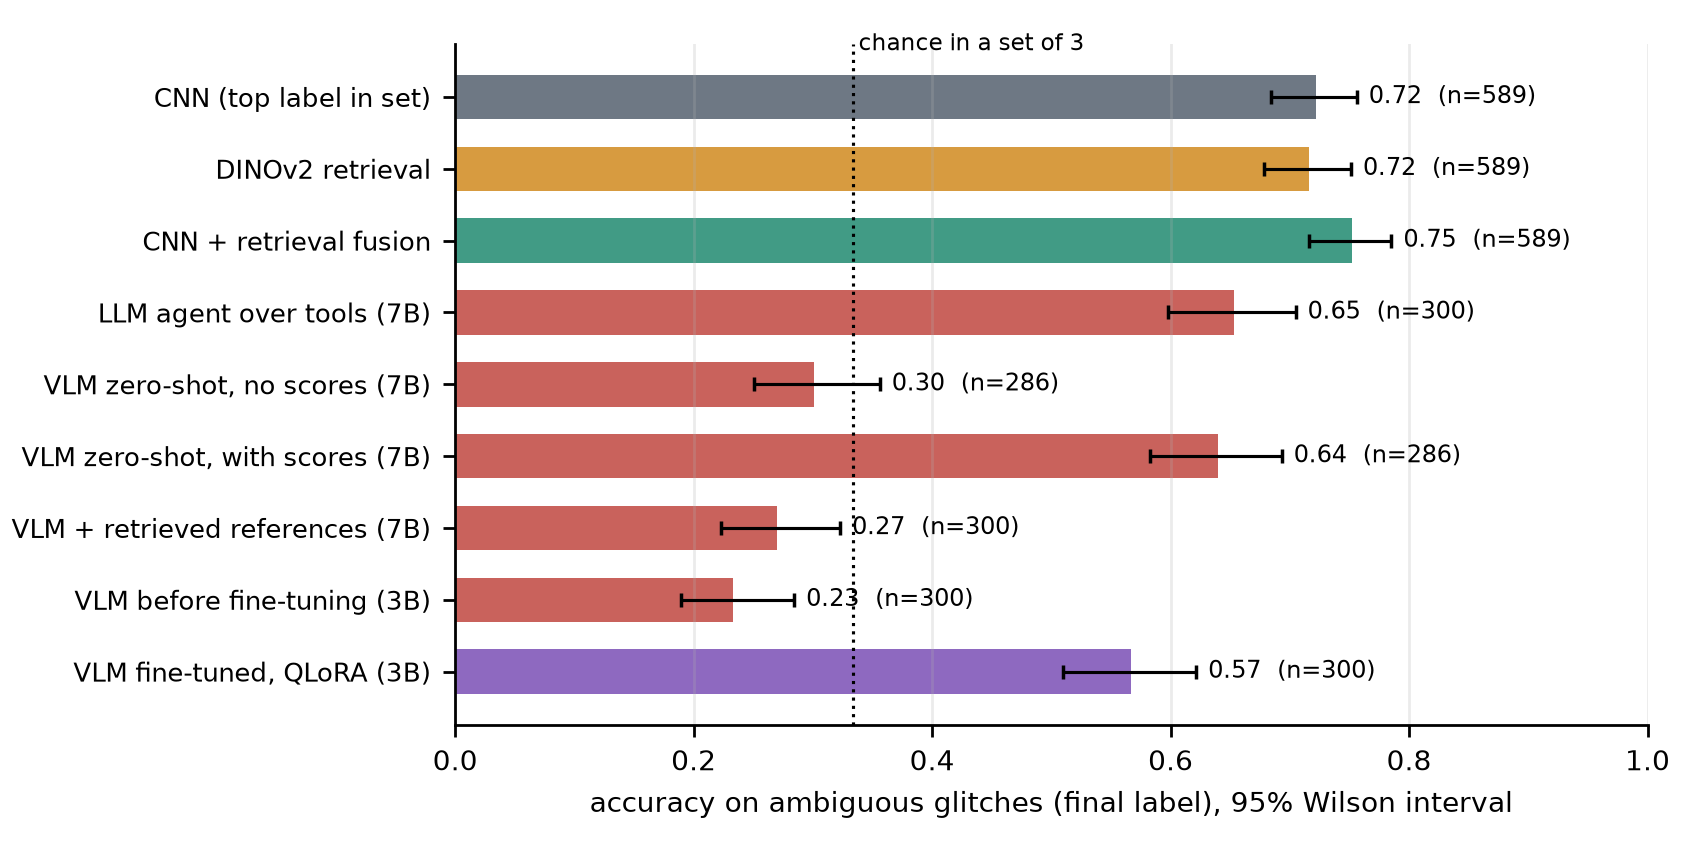 chance in a set of 3
CNN (top label in set) 0.72 (n=589)
DINOv2 retrieval 0.72 (n=589)
CNN + retrieval fusion 0.75 (n=589)
LLM agent over tools (7B) 0.65 (n=300)
VLM zero-shot, no scores (7B) 0.30 (n=286)
VLM zero-shot, with scores (7B) 0.64 (n=286)
VLM + retrieved references (7B) 0.27 (n=300)
VLM before fine-tuning (3B) 0.23 (n=300)
VLM fine-tuned, QLoRA (3B) 0.57 (n=300)
0.0 0.2 0.4 0.6 0.8 1.0
accuracy on ambiguous glitches (final label), 95% Wilson interval